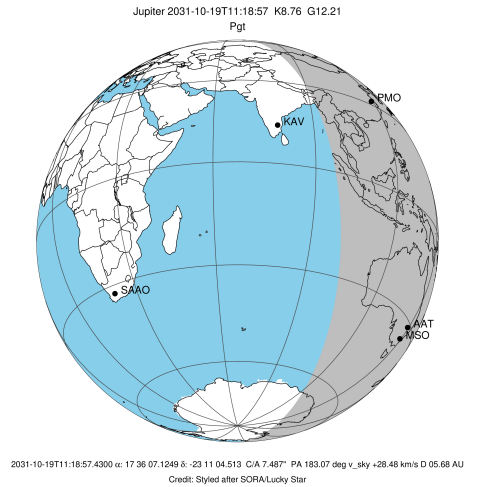 Jupiter 2031-10-19T11:18:57 K8.76 G12.21
Pgt
PMO
KAV
SAAO
AAT
MSO
2031-10-19T11:18:57.4300 α: 17 36 07.1249 δ: -23 11 04.513 C/A 7.487" PA 183.07 deg v_sky +28.48 km/s D 05.68 AU
Credit: Styled after SORA/Lucky Star